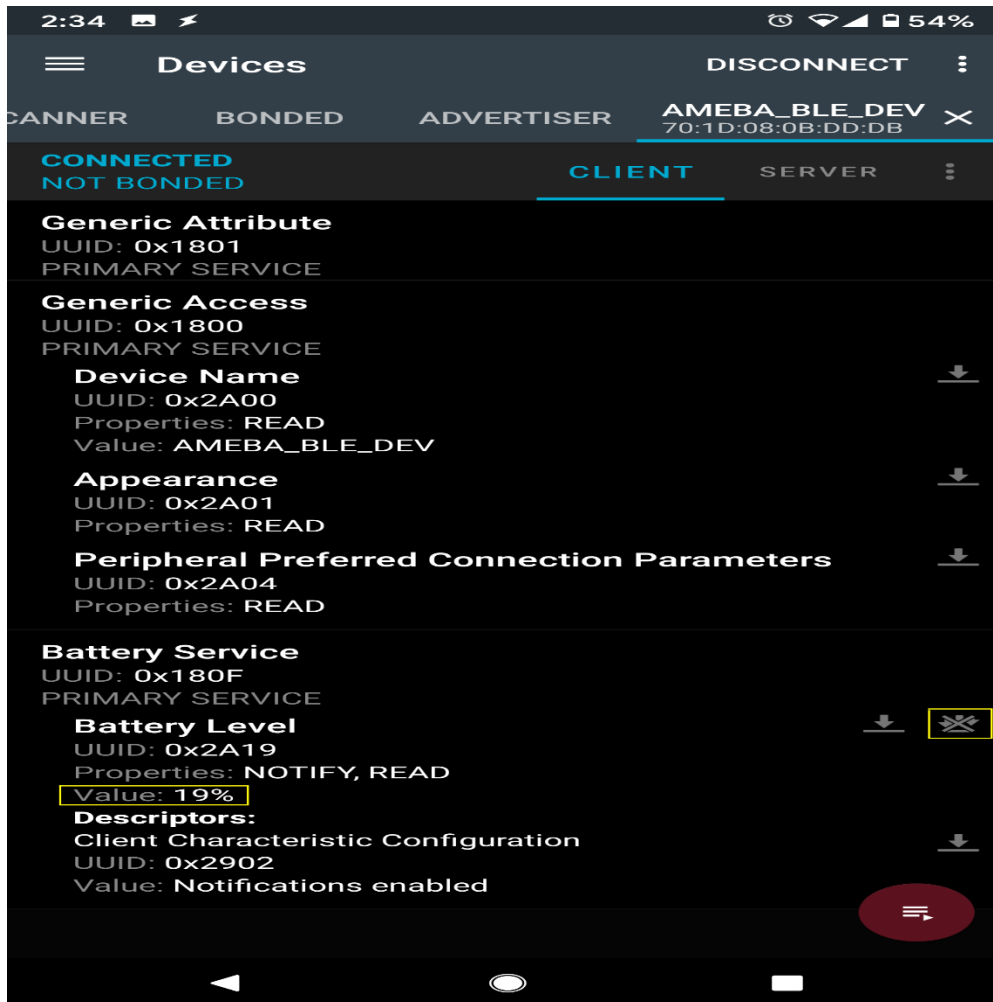 2:34 54%
Devices DISCONNECT
CANNER BONDED ADVERTISER AMEBA_BLE_DEV
70:1D:08:0B:DD:DB
CONNECTED
NOT BONDED
CLIENT SERVER
Generic Attribute
UUID: 0x1801
PRIMARY SERVICE
Generic Access
UUID: 0x1800
PRIMARY SERVICE
Device Name
UUID: 0x2A00
Properties: READ
Value: AMEBA_BLE_DEV
Appearance
UUID: 0x2A01
Properties: READ
Peripheral Preferred Connection Parameters
UUID: 0x2A04
Properties: READ
Battery Service
UUID: 0x180F
PRIMARY SERVICE
Battery Level
UUID: 0x2A19
Properties: NOTIFY, READ
Value: 19%
Descriptors:
Client Characteristic Configuration
UUID: 0x2902
Value: Notifications enabled